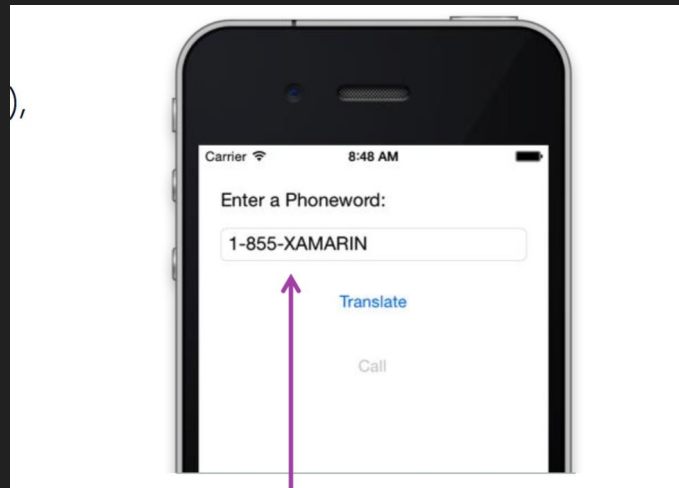 ),
Carrier 8:48 AM
Enter a Phoneword:
1-855-XAMARIN
Translate
Call